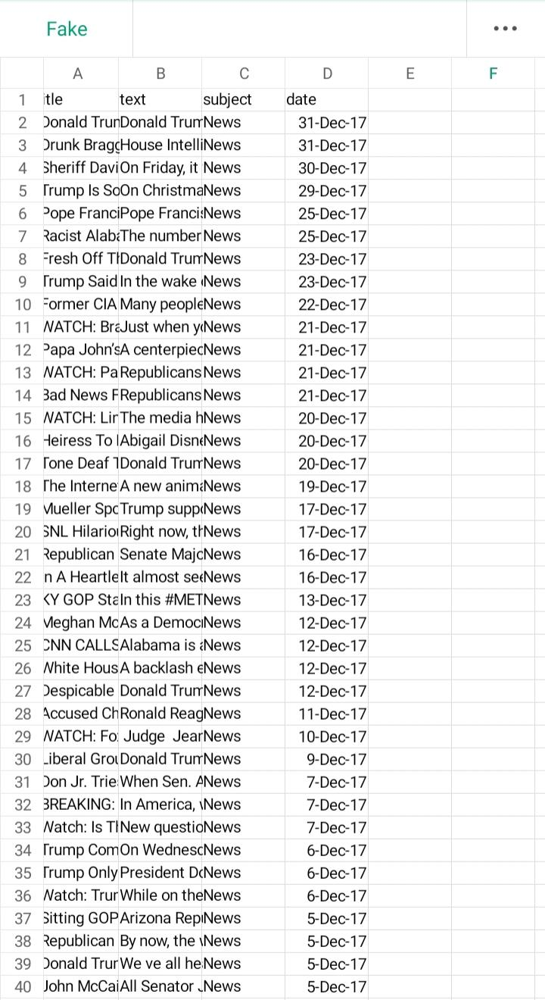 Fake
A B C D E F
1 itle text subject date
2 Donald Trun Donald Trum News 31-Dec-17
3 Drunk Bragg House Intelli News 31-Dec-17
4 Sheriff Davi On Friday, it News 30-Dec-17
5 Trump Is So On Christma News 29-Dec-17
6 Pope Franci Pope Francis News 25-Dec-17
7 Racist Alaba The number News 25-Dec-17
8 Fresh Off Tl Donald Trum News 23-Dec-17
9 Trump Said In the wake News 23-Dec-17
10 Former CIA Many people News 22-Dec-17
11 WATCH: Bra Just when y News 21-Dec-17
12 Papa John's A centerpiec News 21-Dec-17
13 WATCH: Pa Republicans News 21-Dec-17
14 Bad News F Republicans News 21-Dec-17
15 WATCH: Lin The media h News 20-Dec-17
16 Heiress To Abigail Disne News 20-Dec-17
17 Tone Deaf Donald Trum News 20-Dec-17
18 The Interne A new anima News 19-Dec-17
19 Mueller Spo Trump supp News 17-Dec-17
20 SNL Hilario Right now, th News 17-Dec-17
21 Republican Senate Majo News 16-Dec-17
22 n A Heartle It almost see News 16-Dec-17
23 KY GOP Sta In this #MET News 13-Dec-17
24 Meghan Mc As a Democ News 12-Dec-17
25 CNN CALLS Alabama is a News 12-Dec-17
26 White Hous A backlash e News 12-Dec-17
27 Despicable Donald Trum News 12-Dec-17
28 Accused Ch Ronald Reag News 11-Dec-17
29 WATCH: Fo Judge Jear News 10-Dec-17
30 Liberal Grou Donald Trum News 9-Dec-17
31 Don Jr. Trie When Sen. A News 7-Dec-17
32 BREAKING: In America, News 7-Dec-17
33 Watch: Is Tl New questio News 7-Dec-17
34 Trump Com On Wednesc News 6-Dec-17
35 Trump Only President Do News 6-Dec-17
36 Watch: Trur While on the News 6-Dec-17
37 Sitting GOP Arizona Rep News 5-Dec-17
38 Republican By now, the News 5-Dec-17
39 Donald Trur We ve all he News 5-Dec-17
40 John McCai All Senator News 5-Dec-17